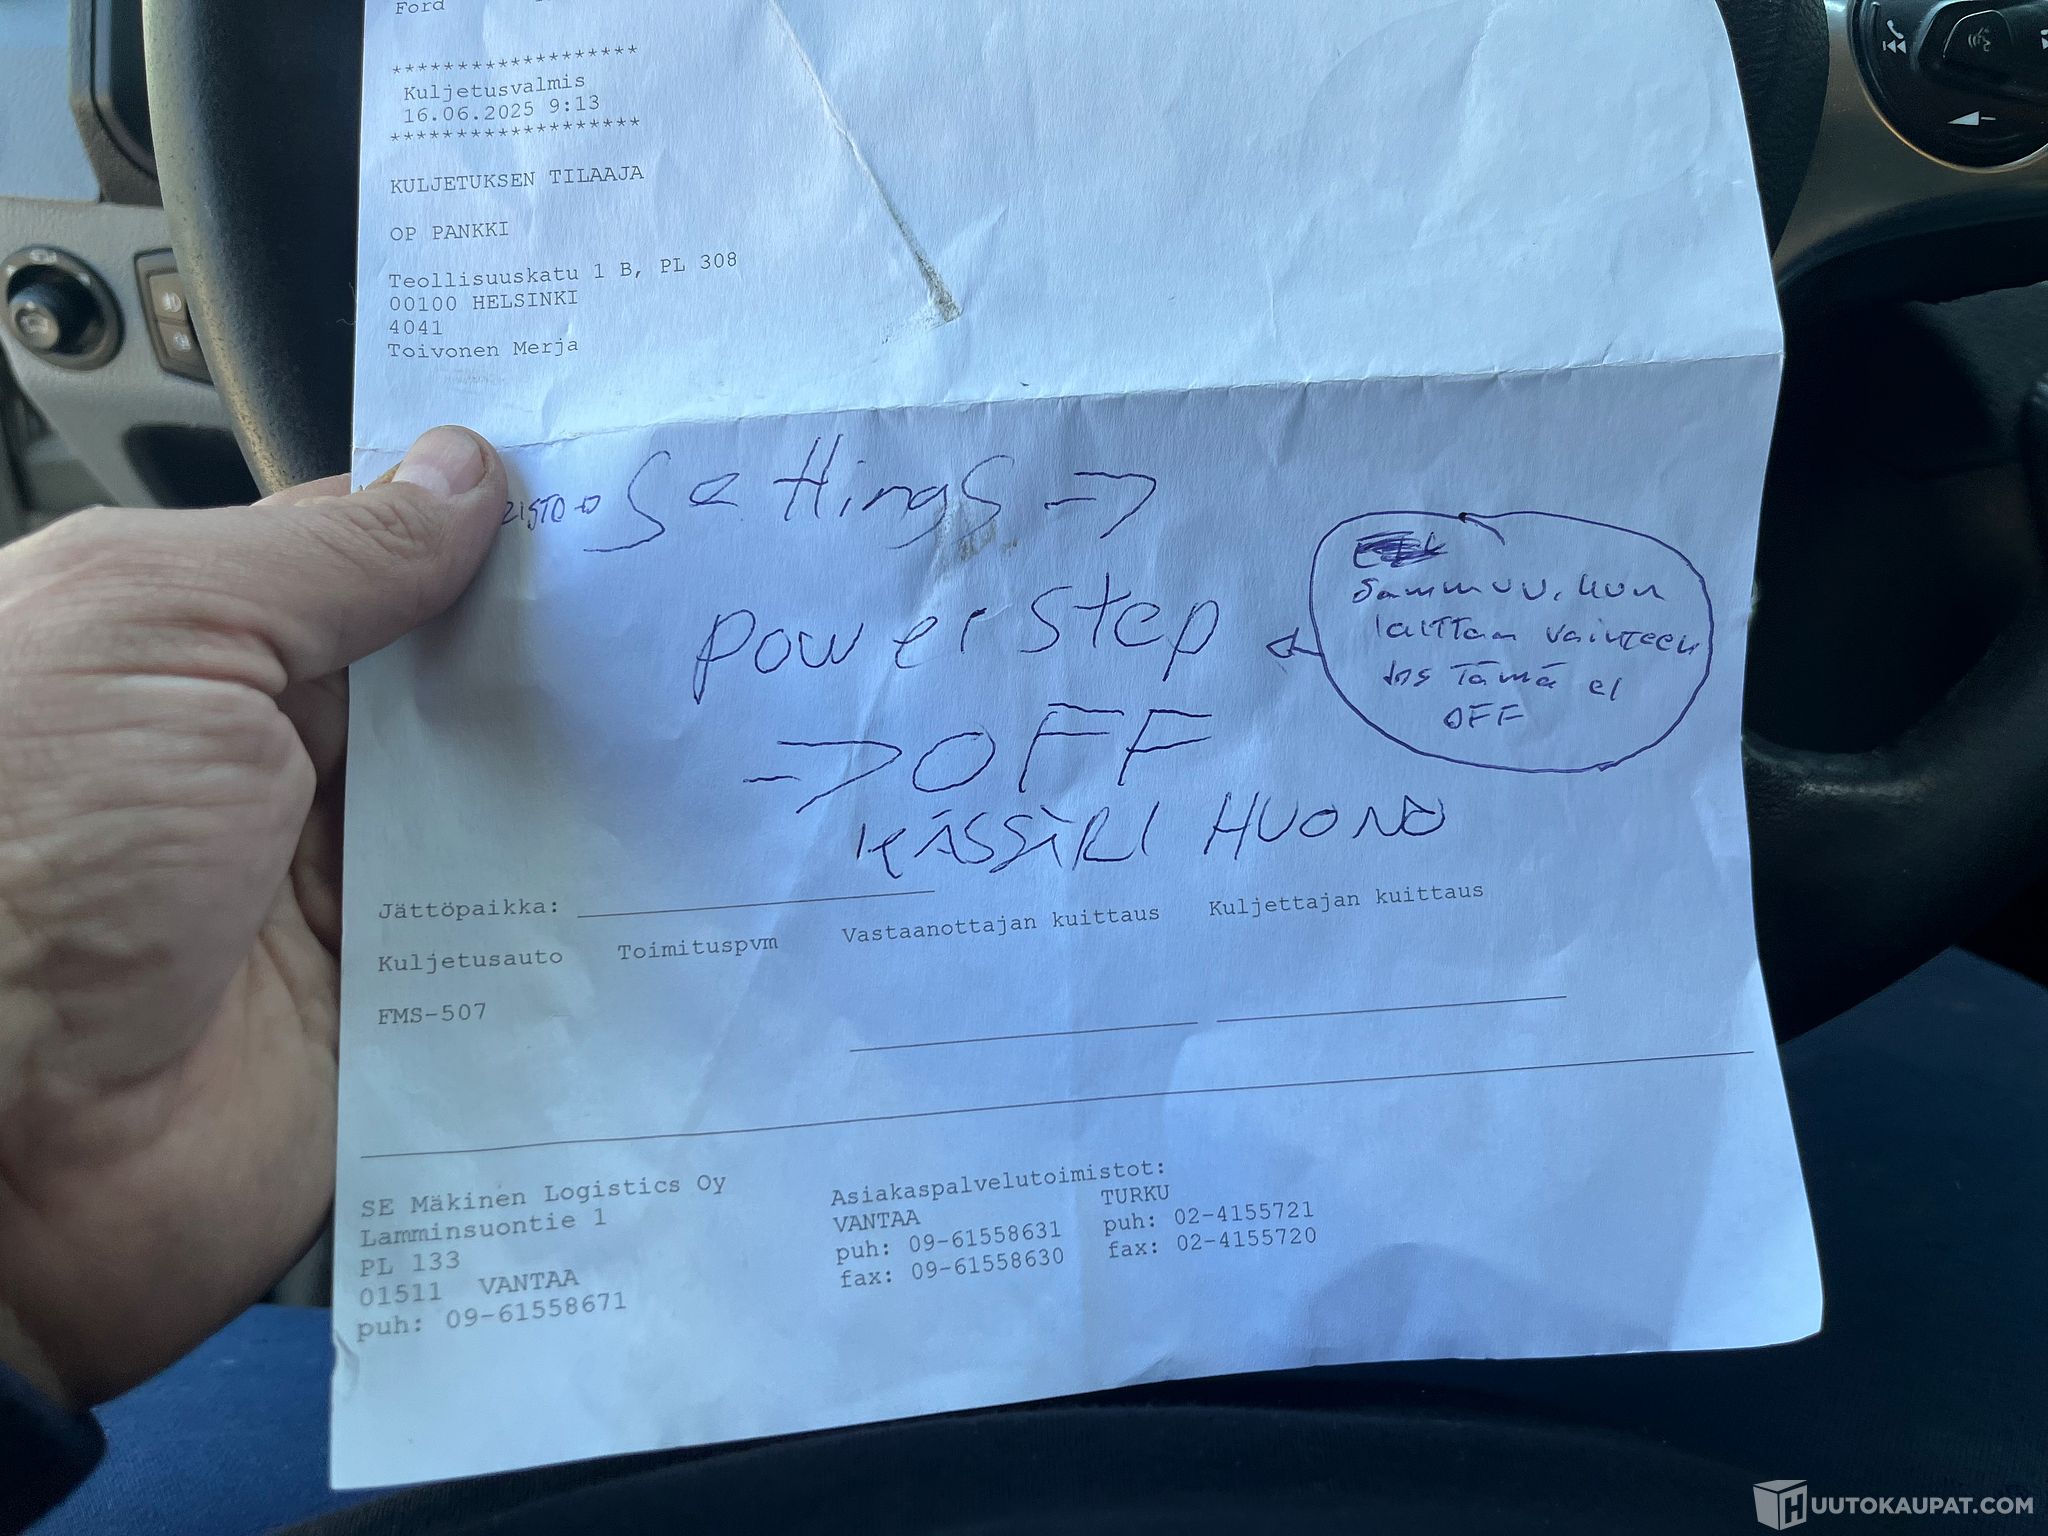 Ford
*******************
Kuljetusvalmis
16.06.2025 9:13
*******************
KULJETUKSEN TILAAJA
OP PANKKI
Teollisuuskatu 1 B, PL 308
00100 HELSINKI
4041
Toivonen Merja
Settings =>
power step
=> OFF
KÄSSÄRI HUONO
Sammuu, kun
laittaa vaihteen
jos tämä ei
OFF
Jättöpaikka:
Kuljetusauto Toimituspvm Vastaanottajan kuittaus Kuljettajan kuittaus
FMS-507
SE Mäkinen Logistics Oy
Lamminsuontie 1
PL 133
01511 VANTAA
puh: 09-61558671
Asiakaspalvelutoimistot:
VANTAA
puh: 09-61558631
fax: 09-61558630
TURKU
puh: 02-4155721
fax: 02-4155720
HUUTOKAUPAT.COM